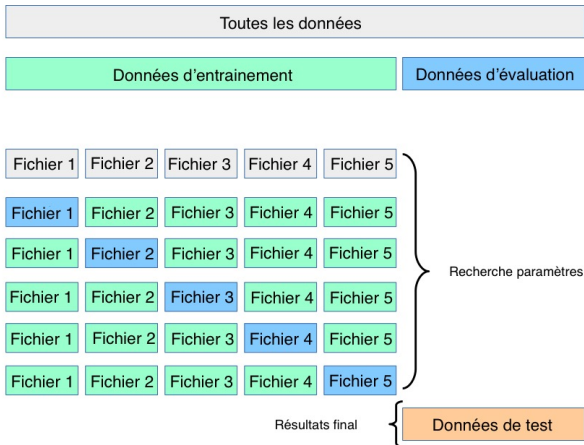 Toutes les données
Données d'entrainement Données d'évaluation
Fichier 1 Fichier 2 Fichier 3 Fichier 4 Fichier 5
Fichier 1 Fichier 2 Fichier 3 Fichier 4 Fichier 5
Fichier 1 Fichier 2 Fichier 3 Fichier 4 Fichier 5
Recherche paramètres
Fichier 1 Fichier 2 Fichier 3 Fichier 4 Fichier 5
Fichier 1 Fichier 2 Fichier 3 Fichier 4 Fichier 5
Fichier 1 Fichier 2 Fichier 3 Fichier 4 Fichier 5
Résultats final Données de test